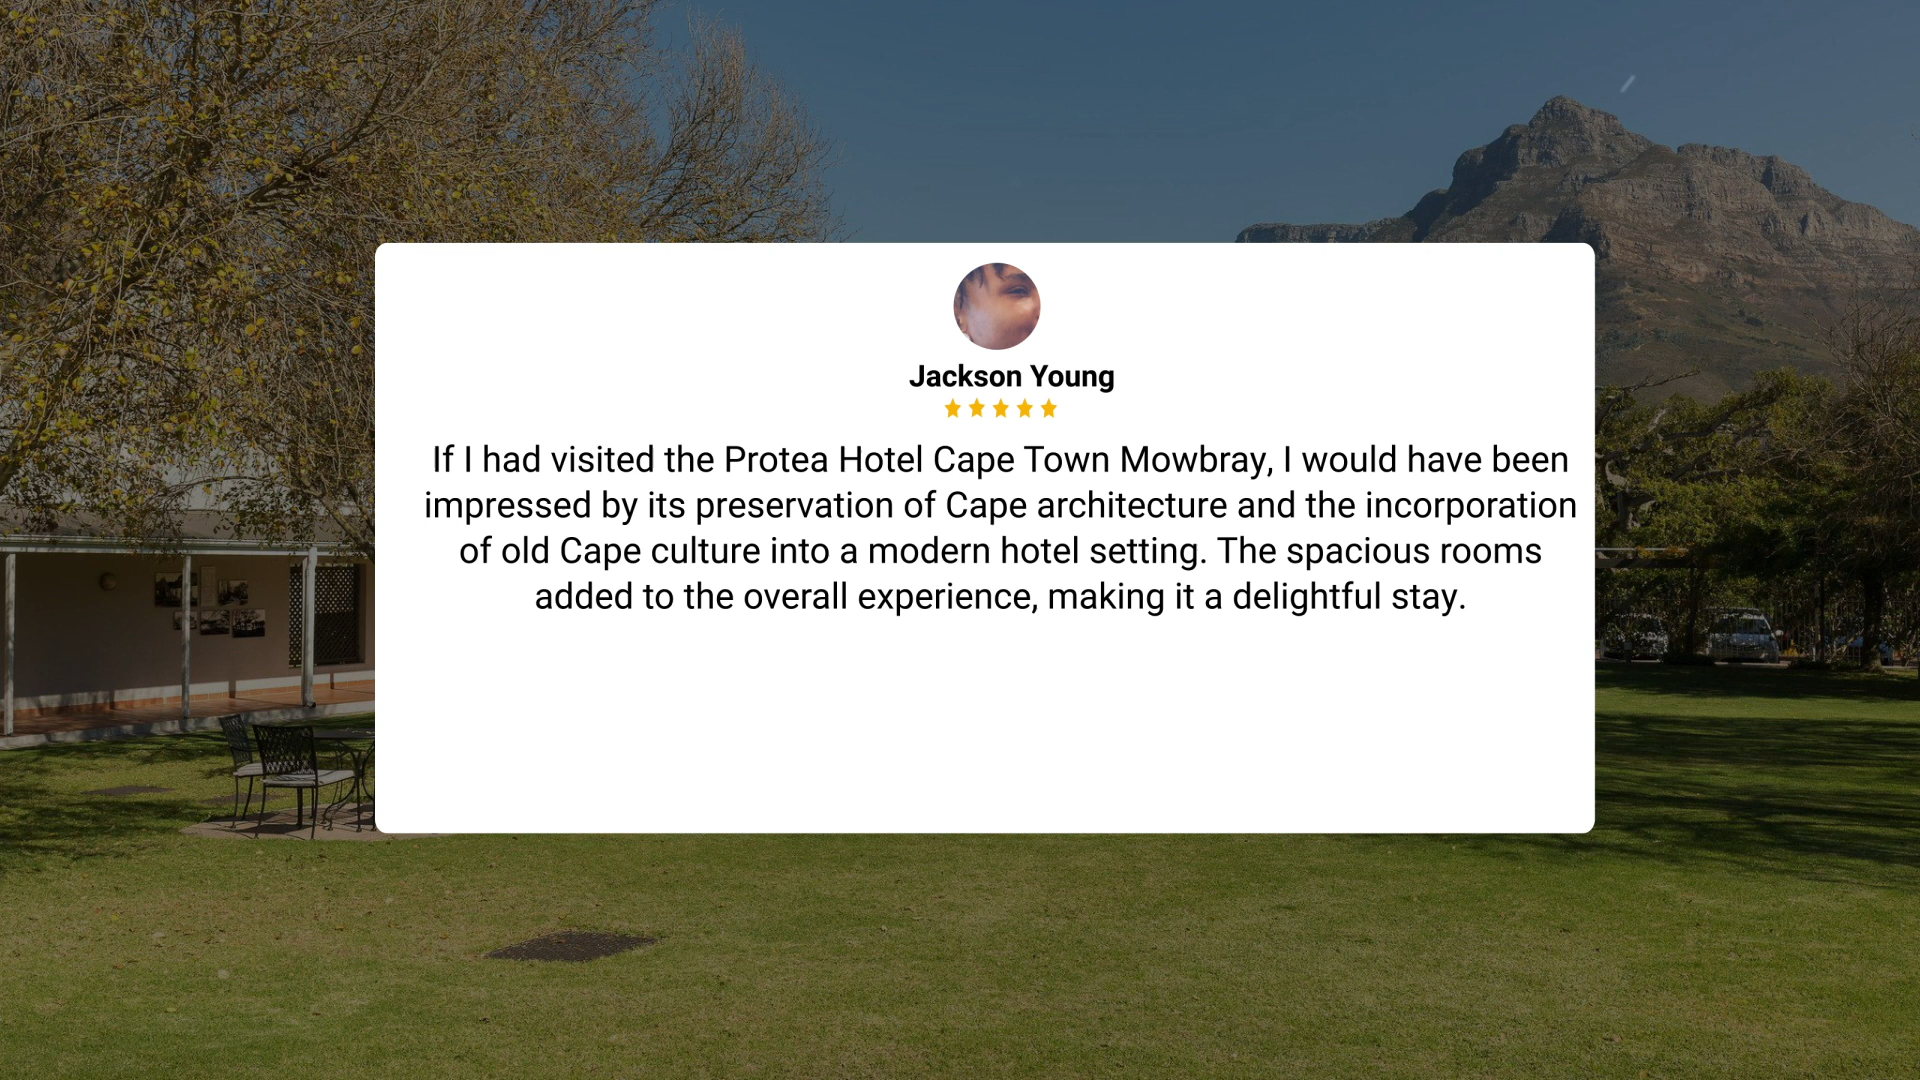 Jackson Young
If I had visited the Protea Hotel Cape Town Mowbray, I would have been
impressed by its preservation of Cape architecture and the incorporation
of old Cape culture into a modern hotel setting. The spacious rooms
added to the overall experience, making it a delightful stay.